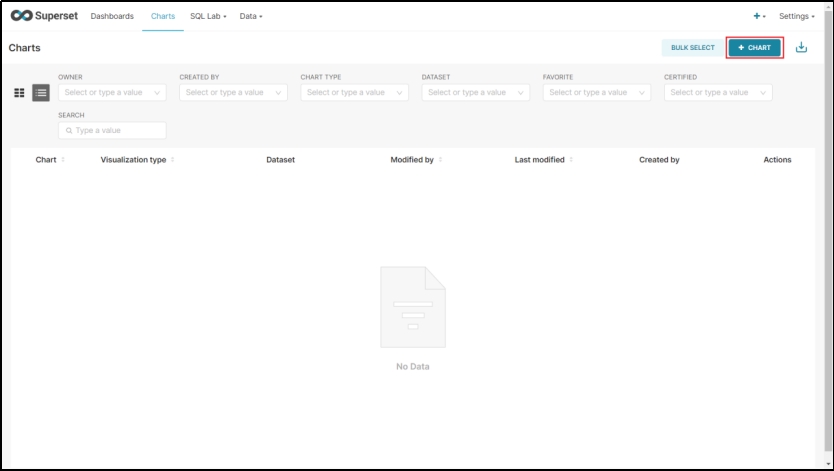 Superset Dashboards Charts SQL Lab Data + Settings
Charts BULK SELECT + CHART
OWNER CREATED BY CHART TYPE DATASET FAVORITE CERTIFIED
Select or type a value Select or type a value Select or type a value Select or type a value Select or type a value Select or type a value
SEARCH
Type a value
Chart Visualization type Dataset Modified by Last modified Created by Actions
No Data